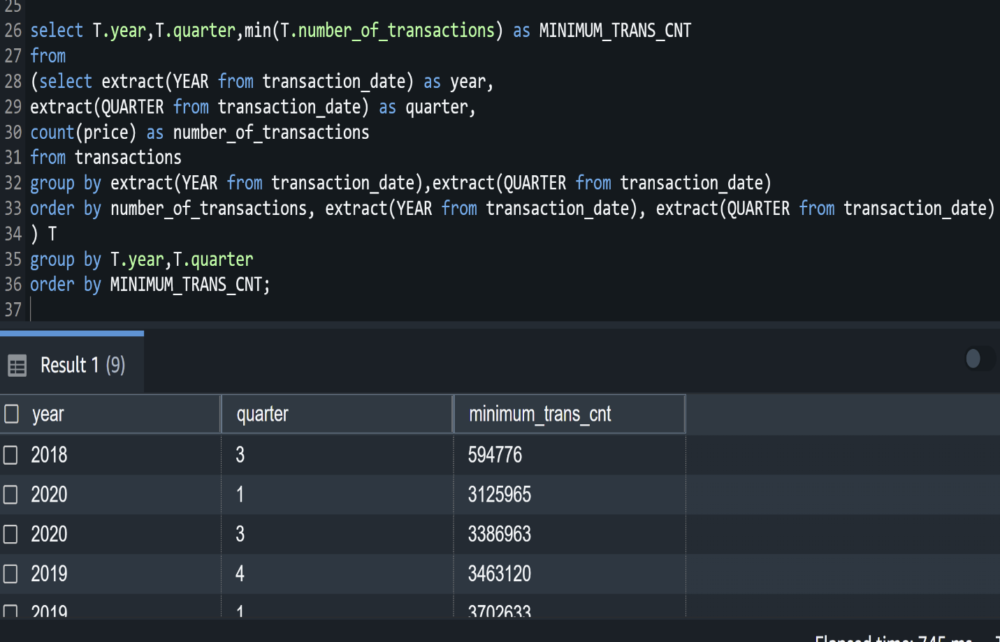 25
26 select T.year,T.quarter,min(T.number_of_transactions) as MINIMUM_TRANS_CNT
27 from
28 (select extract(YEAR from transaction_date) as year,
29 extract(QUARTER from transaction_date) as quarter,
30 count(price) as number_of_transactions
31 from transactions
32 group by extract(YEAR from transaction_date),extract(QUARTER from transaction_date)
33 order by number_of_transactions, extract(YEAR from transaction_date), extract(QUARTER from transaction_date)
34 ) T
35 group by T.year,T.quarter
36 order by MINIMUM_TRANS_CNT;
37
Result 1 (9)
year quarter minimum_trans_cnt
2018 3 594776
2020 1 3125965
2020 3 3386963
2019 4 3463120
2019 1 3702633
Elapsed time: 745 ms